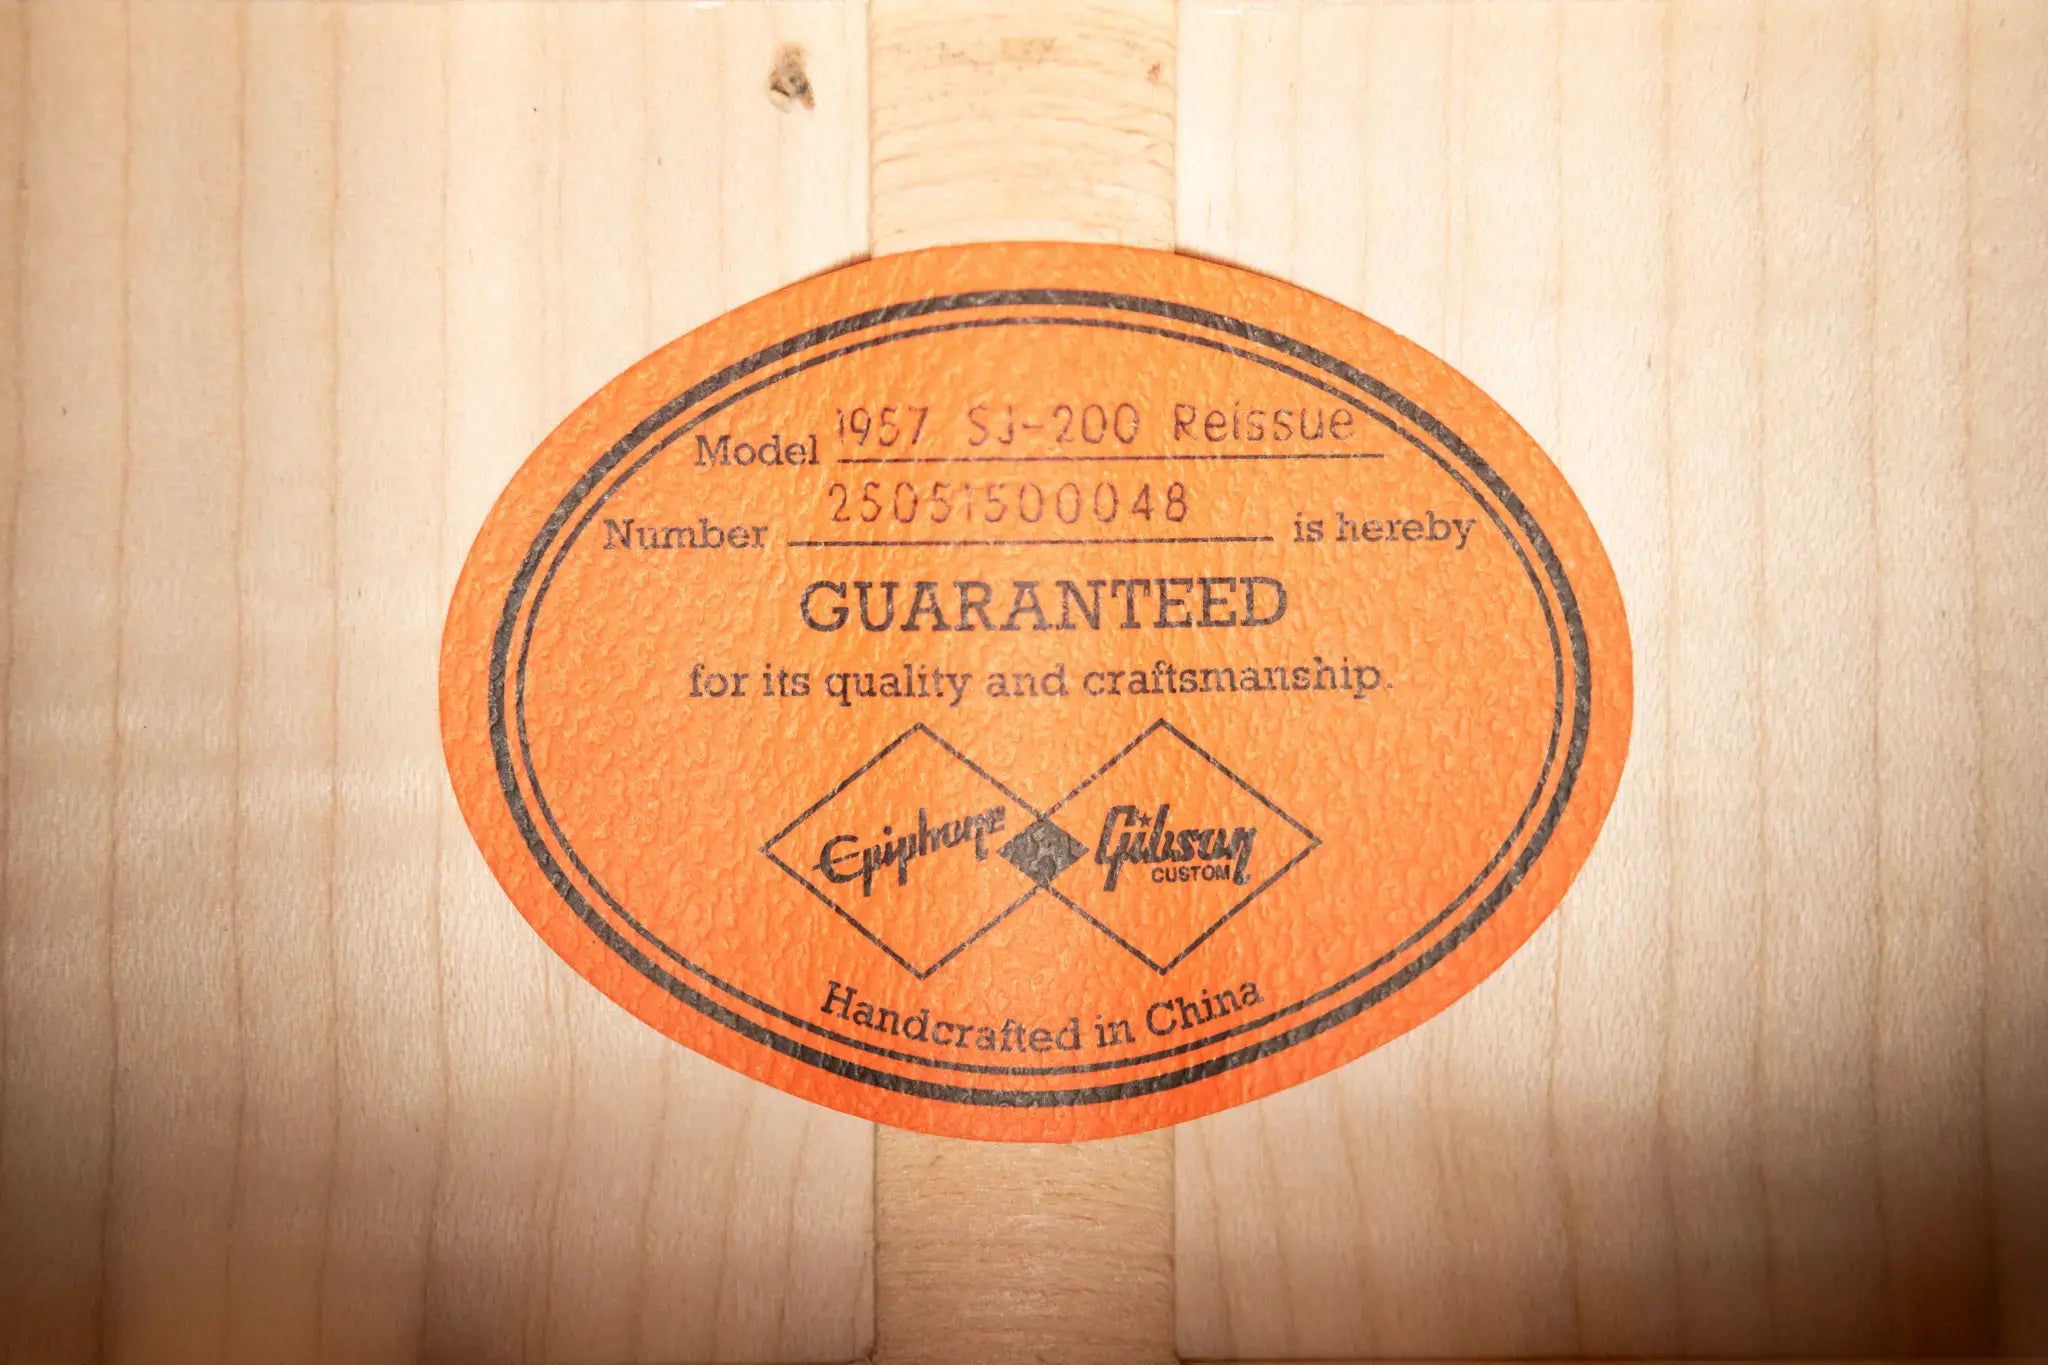 Model 1957 SJ-200 Reissue
Number 25051500048 is hereby
GUARANTEED
for its quality and craftsmanship.
Epiphone Gibson
CUSTOM
Handcrafted in China